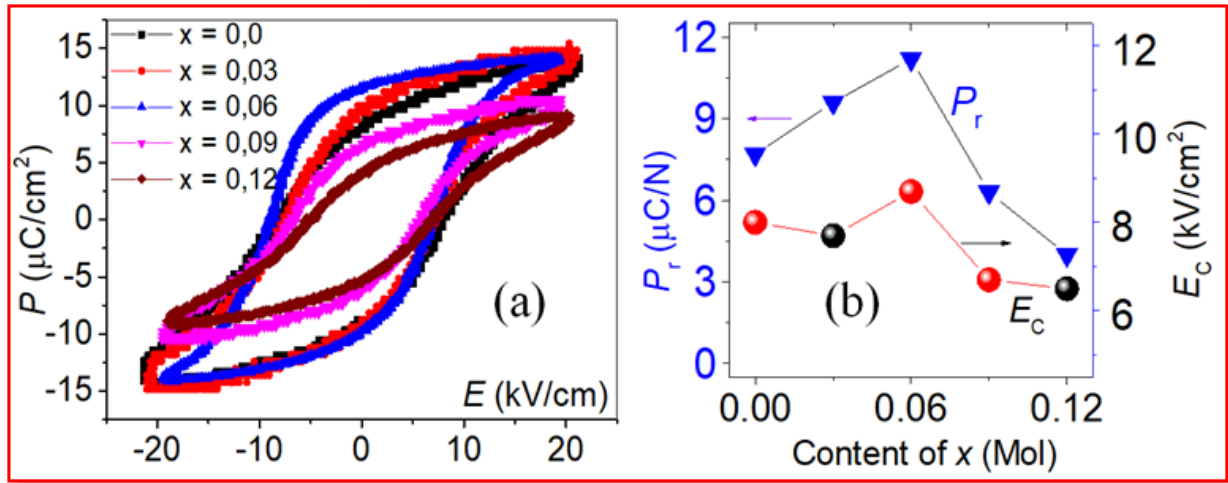 15
10
5
0
-5
-10
-15
P (μC/cm²)
x = 0,0
x = 0,03
x = 0,06
x = 0,09
x = 0,12
(a)
E (kV/cm)
-20 -10 0 10 20
12
9
6
3
0
Pr (μC/N)
Pr
(b)
EC
12
10
8
6
EC (kV/cm²)
0.00 0.06 0.12
Content of x (Mol)